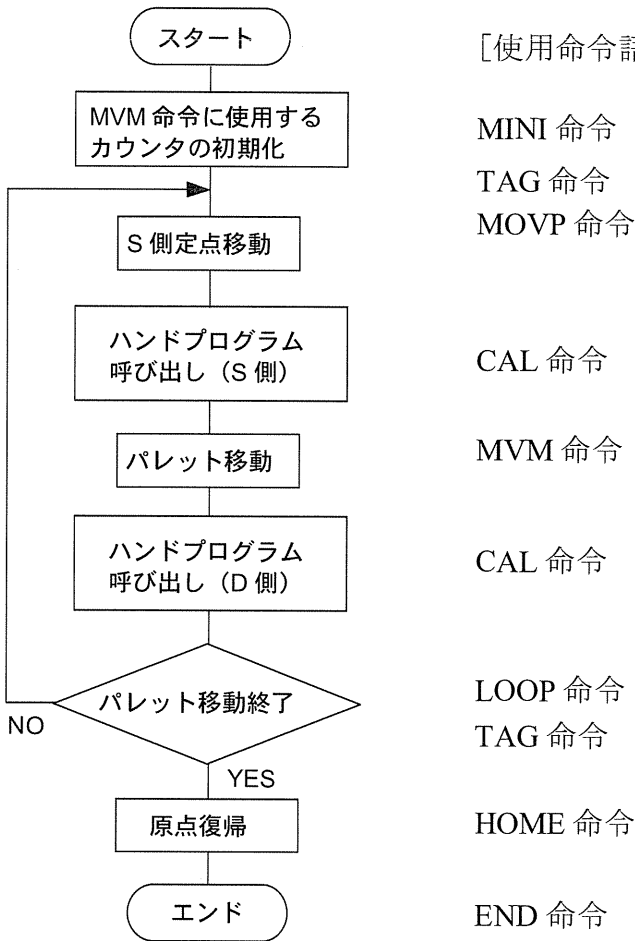 スタート
[使用命令
MVM 命令に使用する
カウンタの初期化
MINI 命令
TAG 命令
S 側定点移動
MOVP 命令
ハンドプログラム
呼び出し（S 側）
CAL 命令
パレット移動
MVM 命令
ハンドプログラム
呼び出し（D 側）
CAL 命令
パレット移動終了
LOOP 命令
NO
TAG 命令
YES
原点復帰
HOME 命令
エンド
END 命令